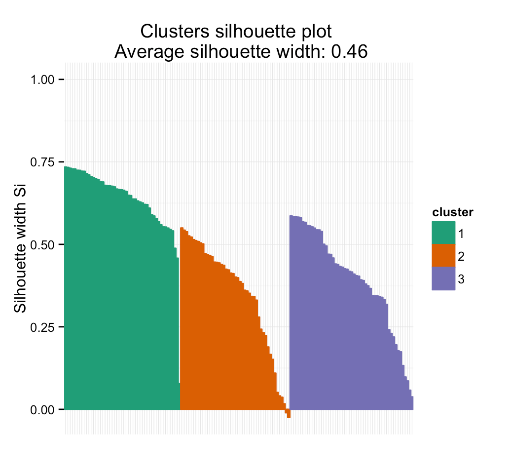 Clusters silhouette plot
Average silhouette width: 0.46
1.00
0.75
0.50
0.25
0.00
Silhouette width Si
cluster
1
2
3